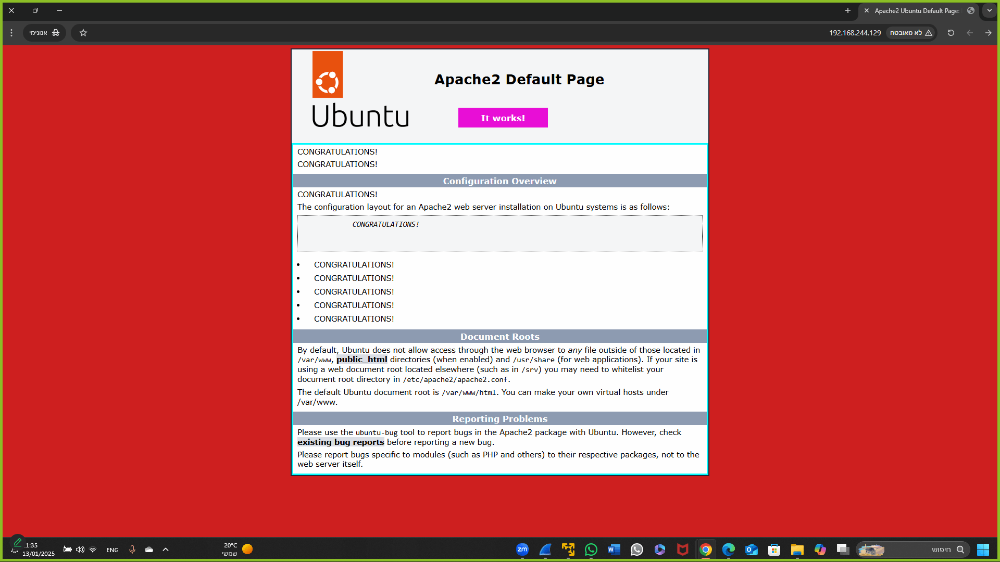 Apache2 Ubuntu Default Page:
אנונימי
192.168.244.129
לא מאובטח
Apache2 Default Page
Ubuntu
It works!
CONGRATULATIONS!
CONGRATULATIONS!
Configuration Overview
CONGRATULATIONS!
The configuration layout for an Apache2 web server installation on Ubuntu systems is as follows:
CONGRATULATIONS!
CONGRATULATIONS!
CONGRATULATIONS!
CONGRATULATIONS!
CONGRATULATIONS!
CONGRATULATIONS!
Document Roots
By default, Ubuntu does not allow access through the web browser to any file outside of those located in
/var/www, public_html directories (when enabled) and /usr/share (for web applications). If your site is
using a web document root located elsewhere (such as in /srv) you may need to whitelist your
document root directory in /etc/apache2/apache2.conf.
The default Ubuntu document root is /var/www/html. You can make your own virtual hosts under
/var/www.
Reporting Problems
Please use the ubuntu-bug tool to report bugs in the Apache2 package with Ubuntu. However, check
existing bug reports before reporting a new bug.
Please report bugs specific to modules (such as PHP and others) to their respective packages, not to the
web server itself.
13/01/2025
ENG
20°C
שמשי
zm
חיפוש